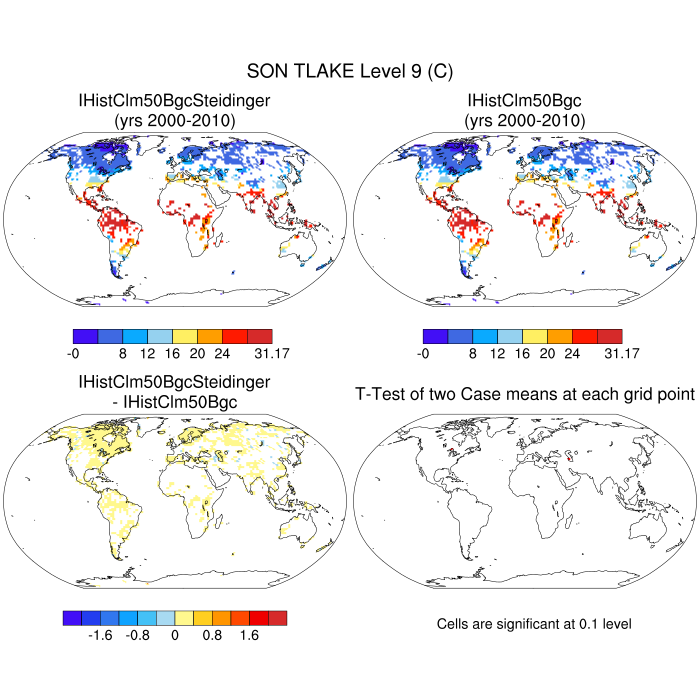 SON TLAKE Level 9 (C)
IHistClm50BgcSteidinger
(yrs 2000-2010)
IHistClm50Bgc
(yrs 2000-2010)
-0 8 12 16 20 24 31.17
-0 8 12 16 20 24 31.17
IHistClm50BgcSteidinger
- IHistClm50Bgc
T-Test of two Case means at each grid point
-1.6 -0.8 0 0.8 1.6
Cells are significant at 0.1 level